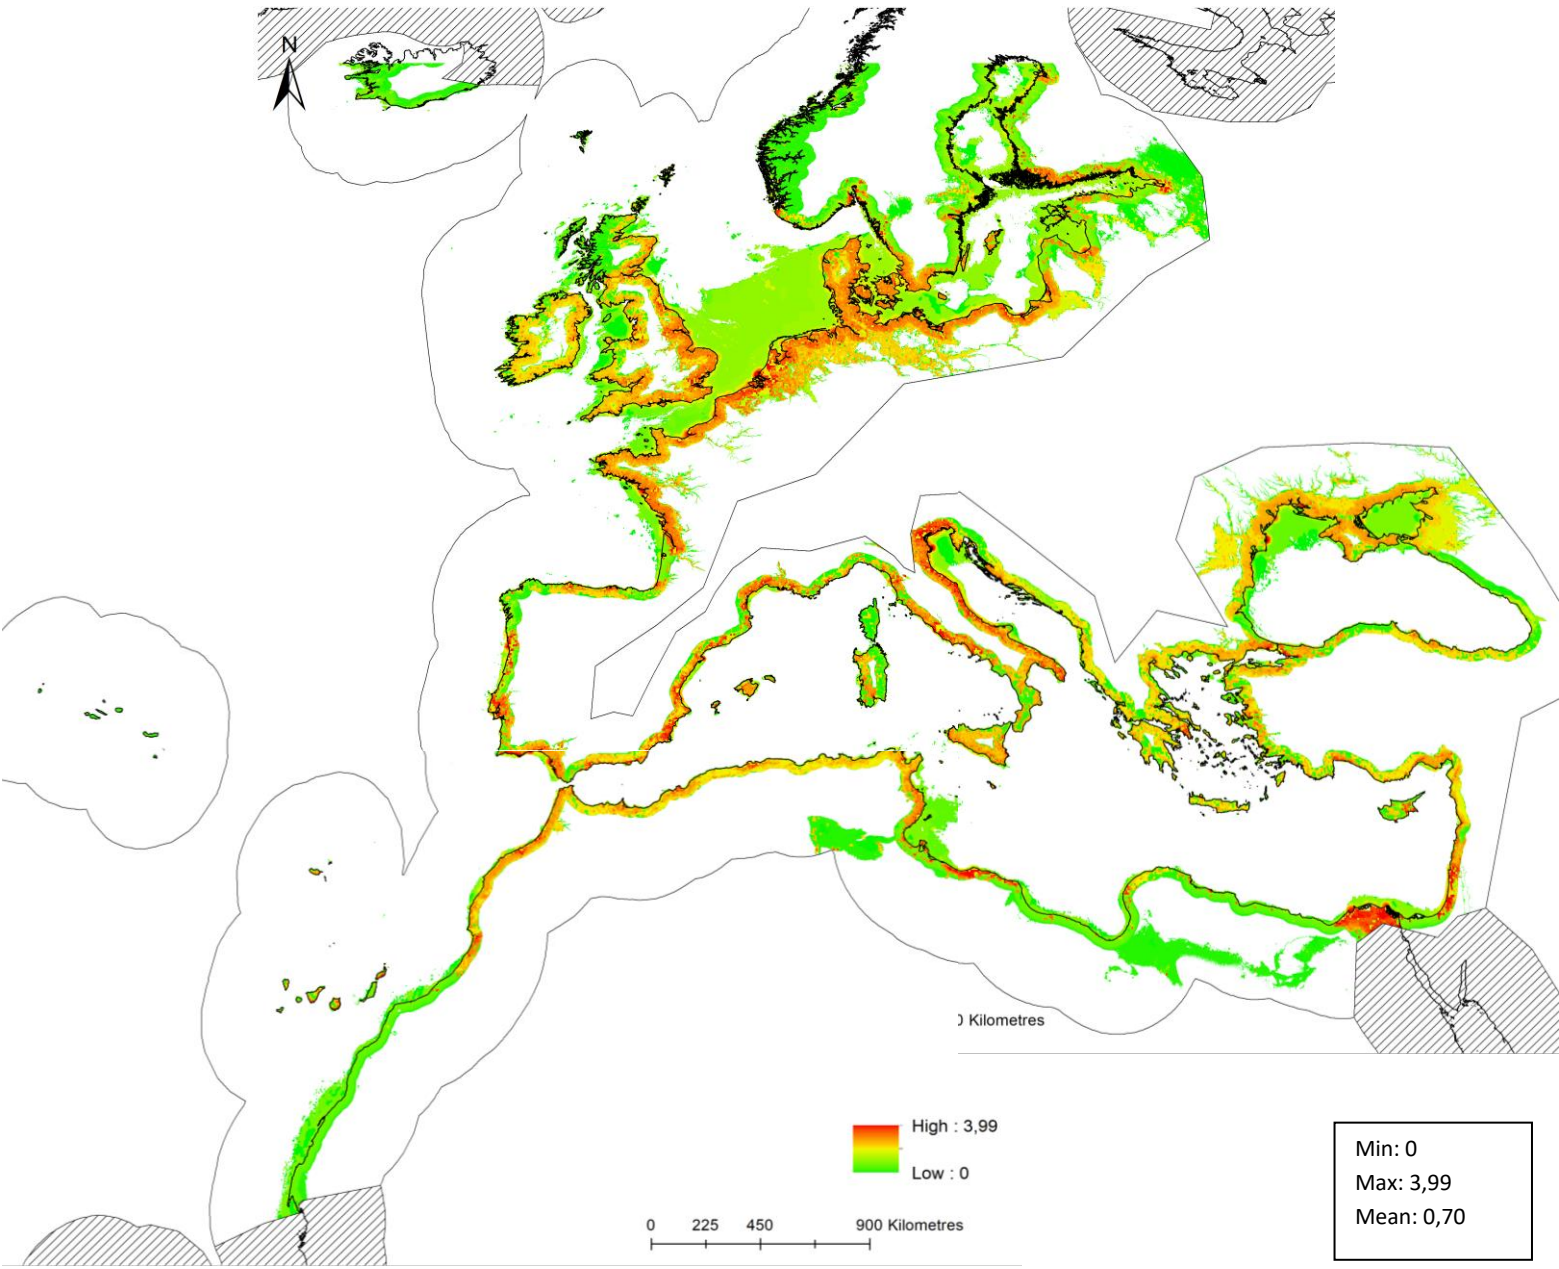 N
0 Kilometres
High : 3,99
Low : 0
Min: 0
Max: 3,99
Mean: 0,70
0 225 450 900 Kilometres